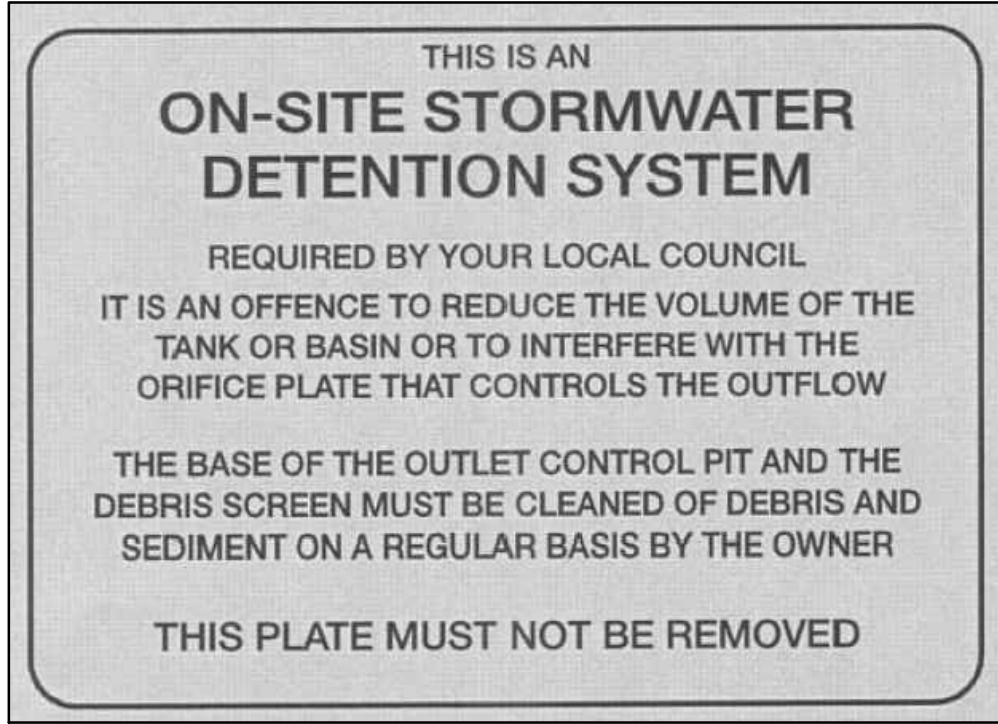 THIS IS AN
ON-SITE STORMWATER
DETENTION SYSTEM
REQUIRED BY YOUR LOCAL COUNCIL
IT IS AN OFFENCE TO REDUCE THE VOLUME OF THE
TANK OR BASIN OR TO INTERFERE WITH THE
ORIFICE PLATE THAT CONTROLS THE OUTFLOW
THE BASE OF THE OUTLET CONTROL PIT AND THE
DEBRIS SCREEN MUST BE CLEANED OF DEBRIS AND
SEDIMENT ON A REGULAR BASIS BY THE OWNER
THIS PLATE MUST NOT BE REMOVED